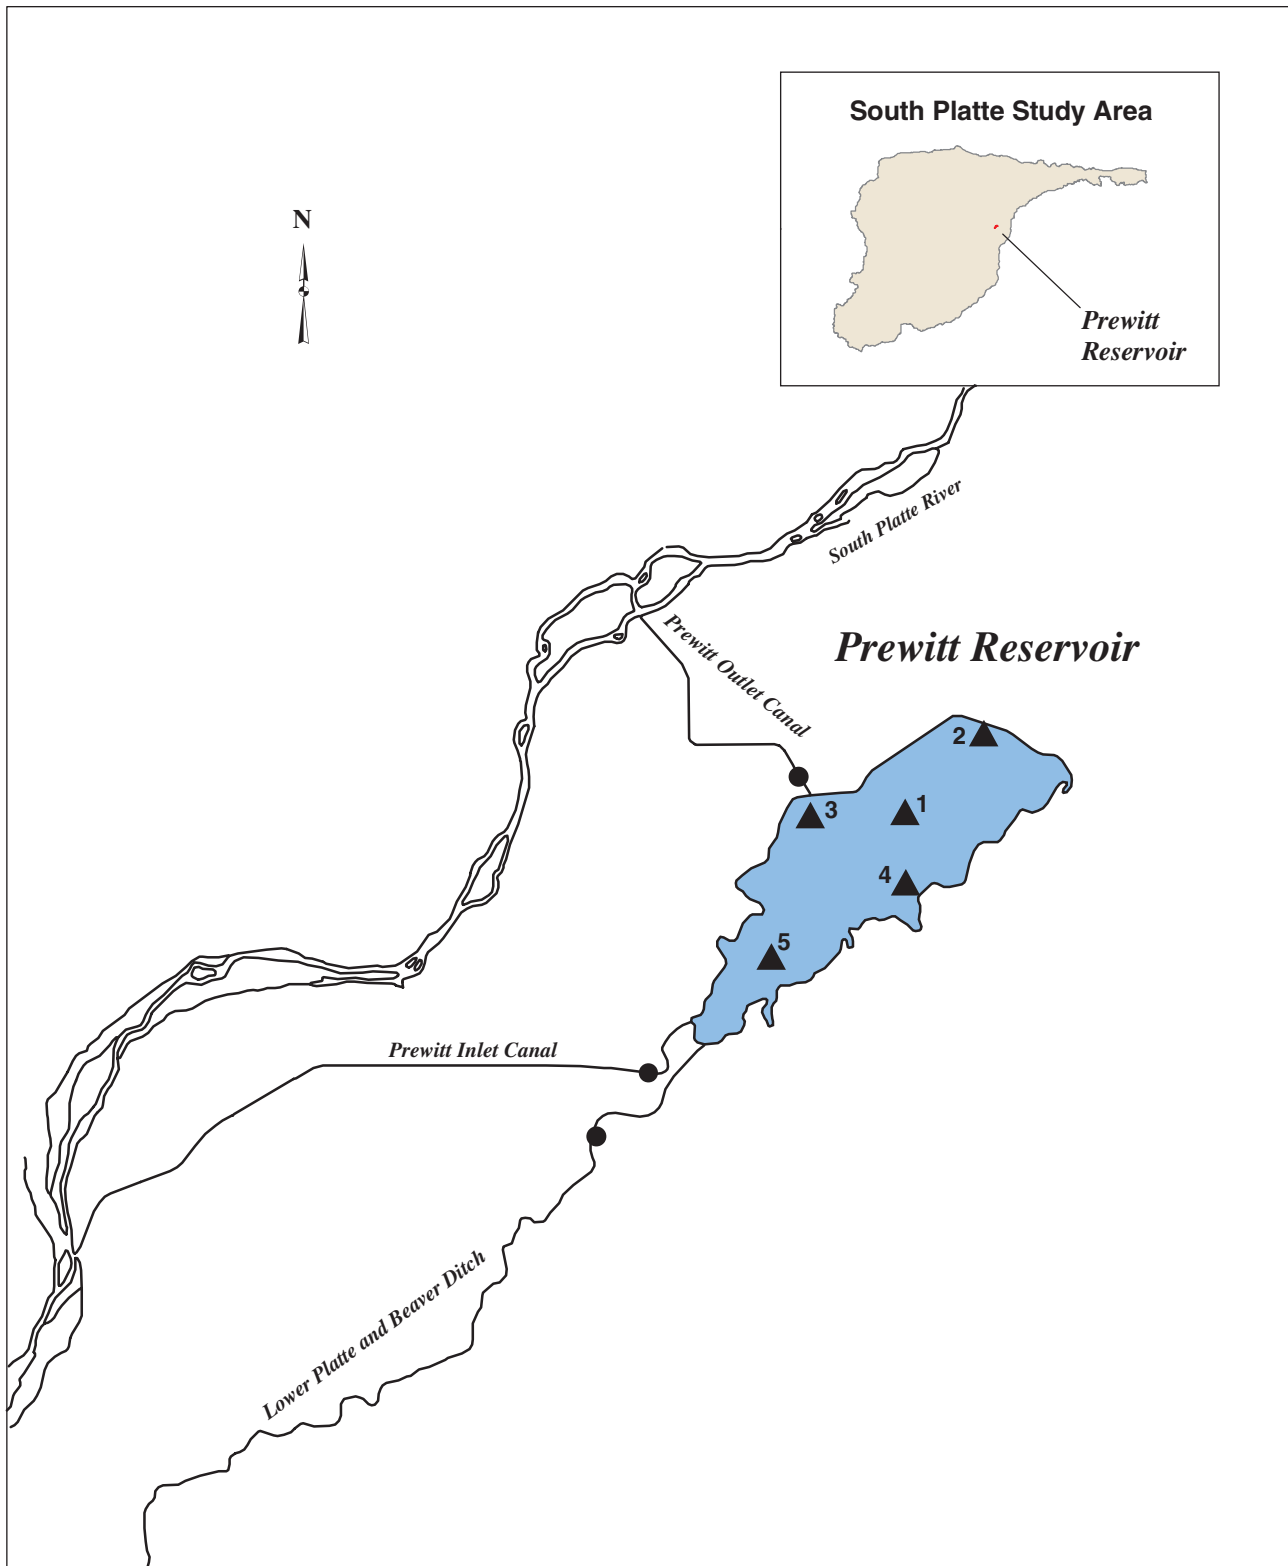 South Platte Study Area
N
Prewitt
Reservoir
South Platte River
Prewitt Outlet Canal
Prewitt Reservoir
2
1
3
4
5
Prewitt Inlet Canal
Lower Platte and Beaver Ditch